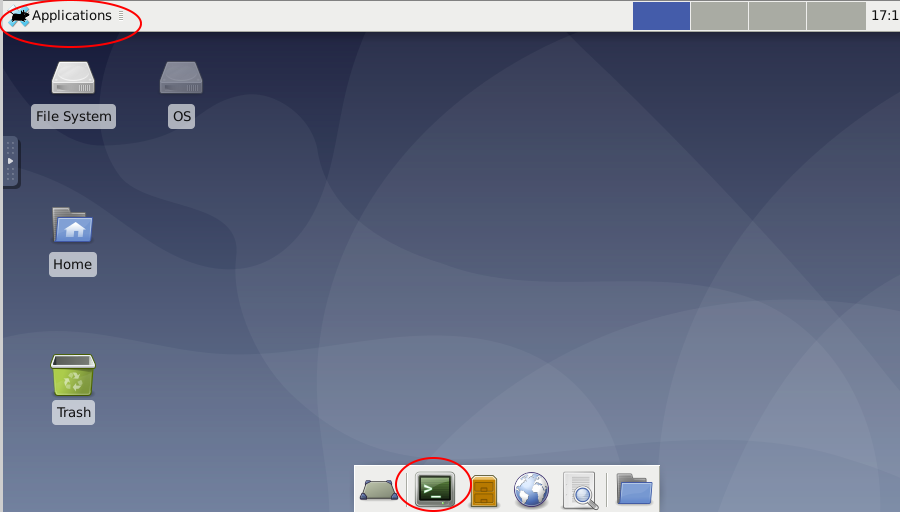 Applications
17:1
File System
OS
Home
Trash
>_